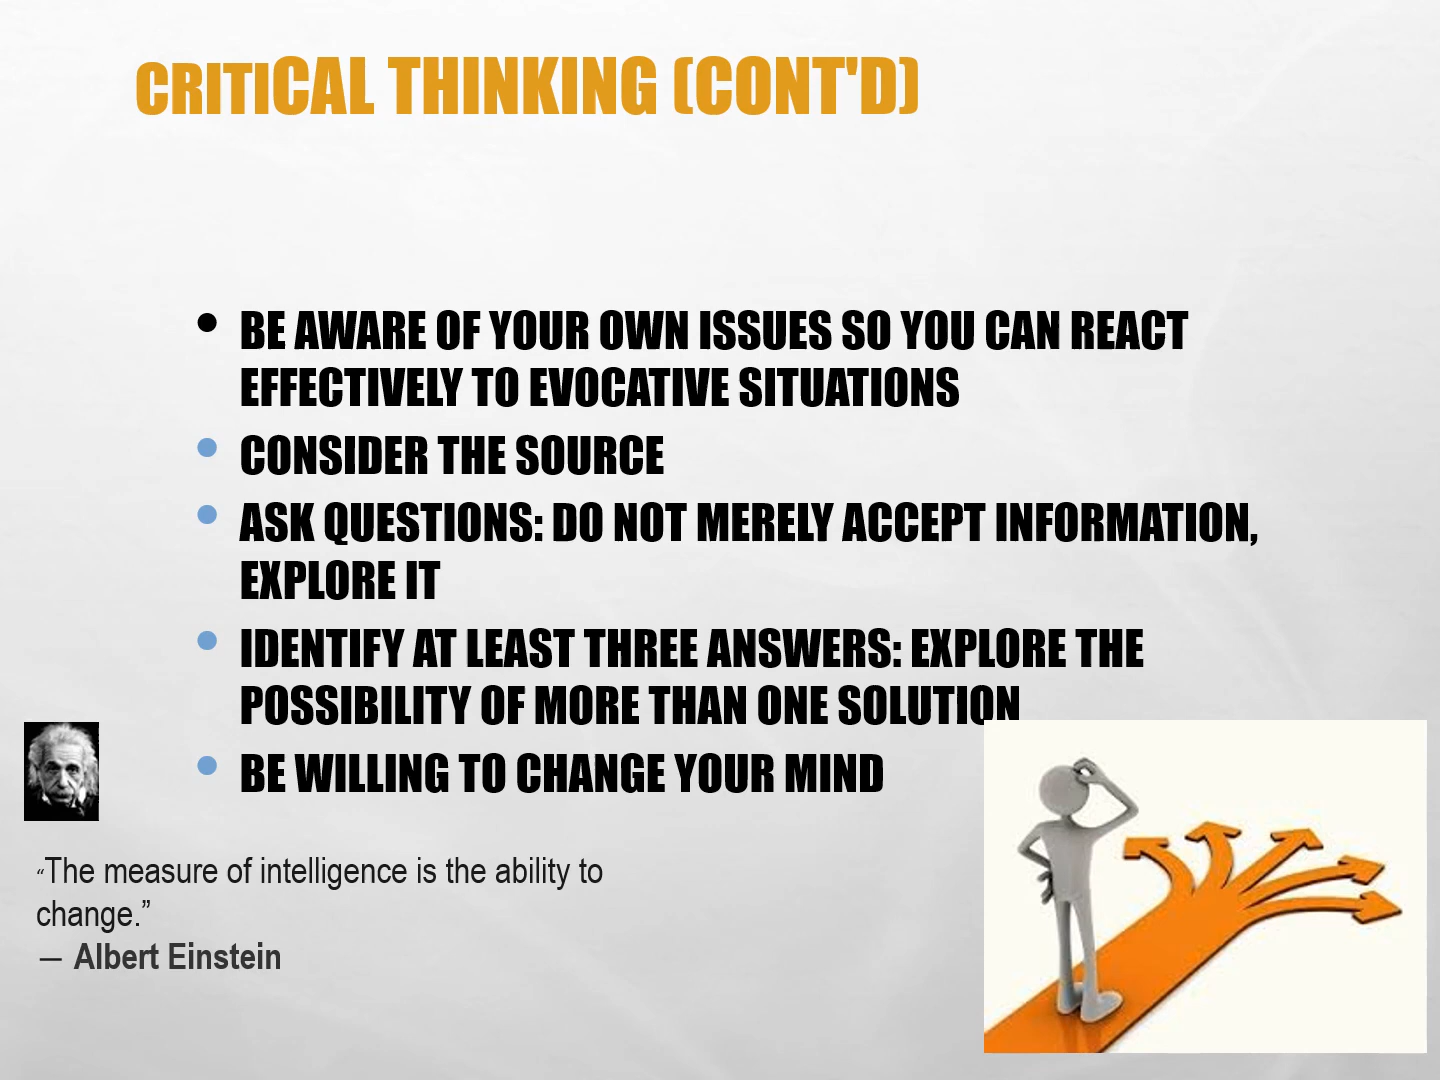 CRITICAL THINKING (CONT'D)
• BE AWARE OF YOUR OWN ISSUES SO YOU CAN REACT
EFFECTIVELY TO EVOCATIVE SITUATIONS
• CONSIDER THE SOURCE
• ASK QUESTIONS: DO NOT MERELY ACCEPT INFORMATION,
EXPLORE IT
• IDENTIFY AT LEAST THREE ANSWERS: EXPLORE THE
POSSIBILITY OF MORE THAN ONE SOLUTION
• BE WILLING TO CHANGE YOUR MIND
“The measure of intelligence is the ability to
change.”
― Albert Einstein